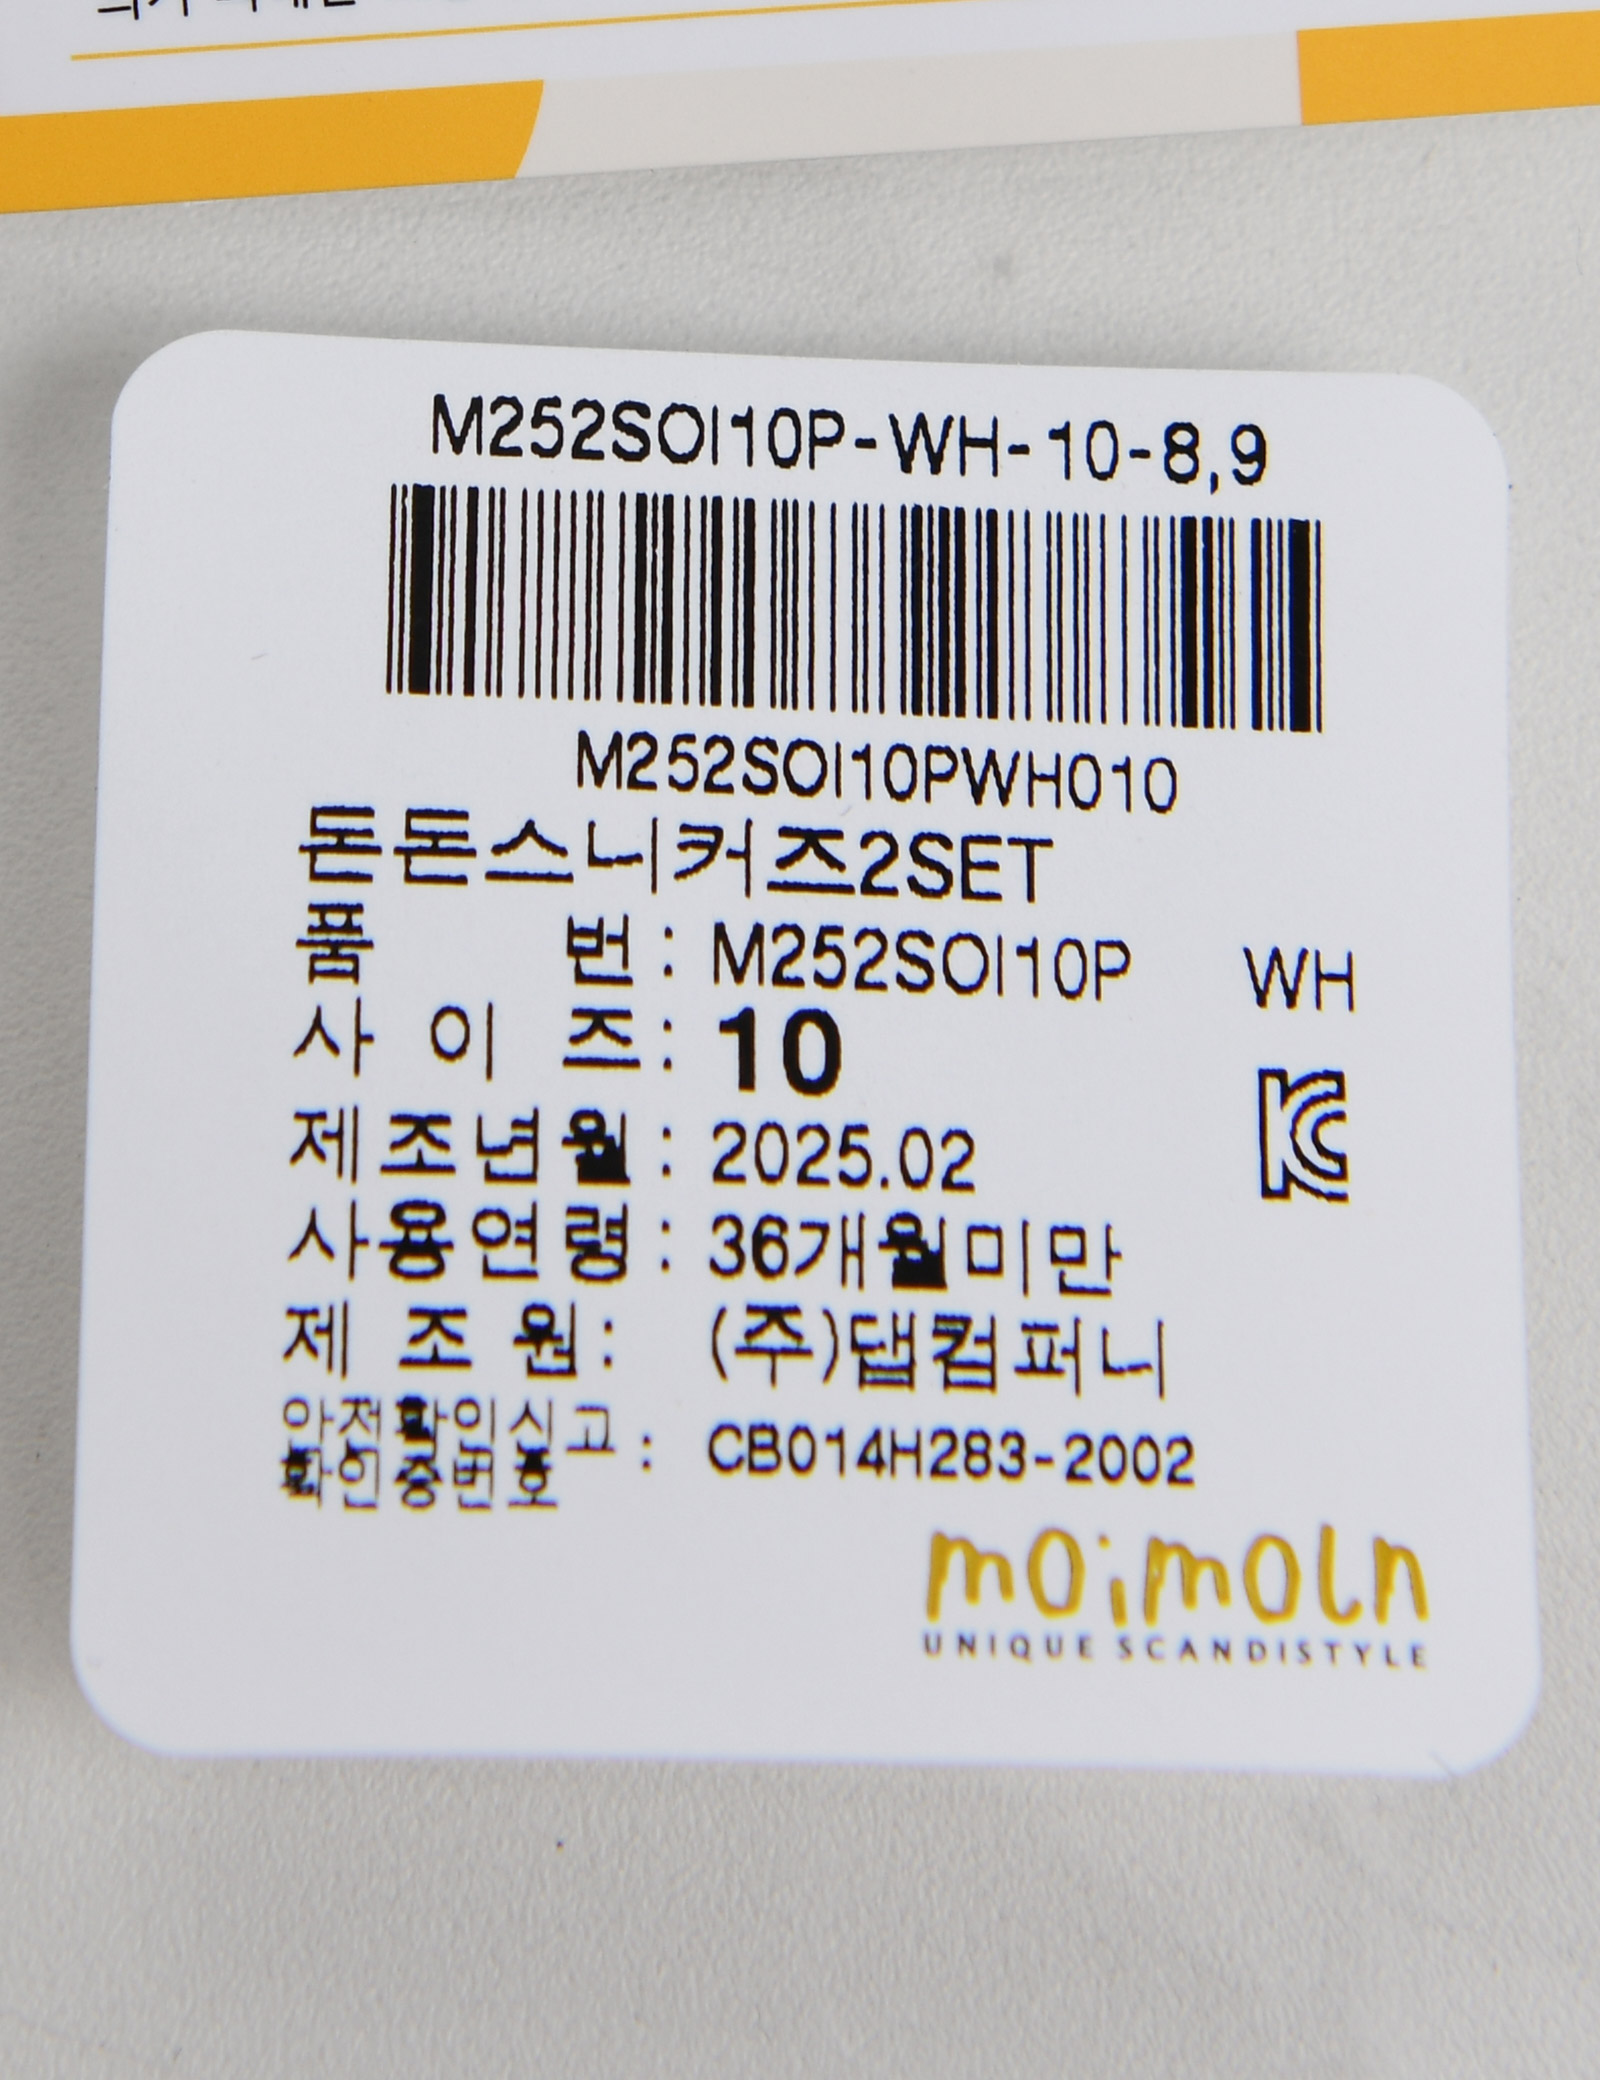 M252SOI10P-WH-10-8,9
M252SOI10PWH010
돈돈스니커즈2SET
품 번 : M252SOI10P WH
사 이 즈 : 10
제조년월 : 2025.02
사용연령 : 36개월미만
제 조 원 : (주)댑컴퍼니
안전확인신고
확인증번호 : CB014H283-2002
moimoln
UNIQUE SCANDISTYLE